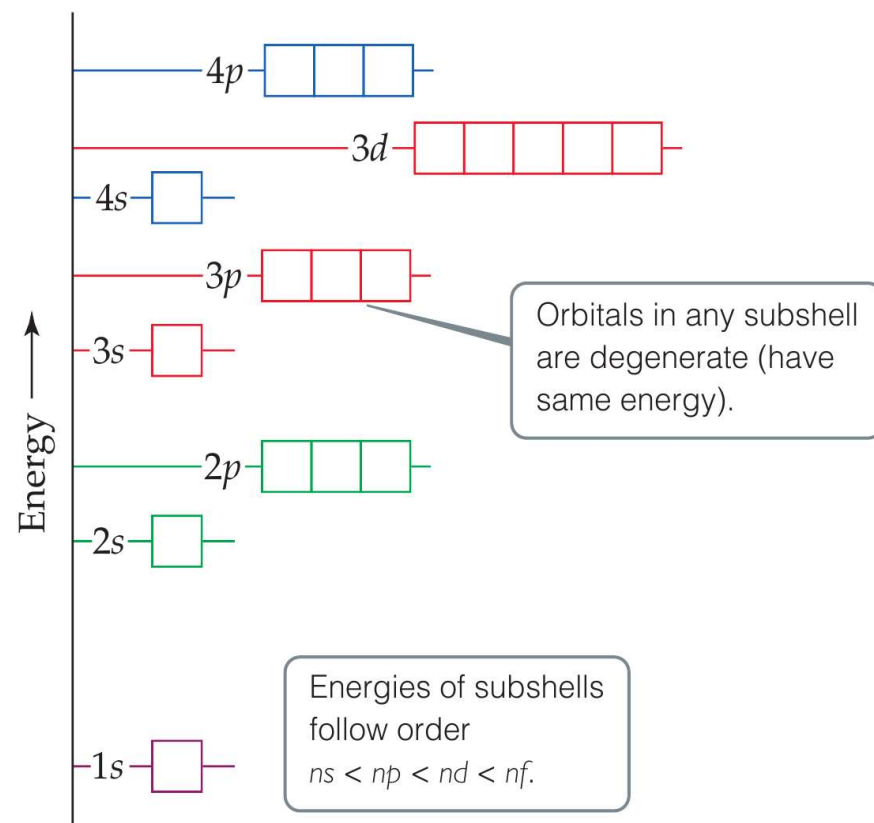 4p
3d
4s
3p
3s
Orbitals in any subshell
are degenerate (have
same energy).
Energy
2p
2s
Energies of subshells
follow order
ns < np < nd < nf.
1s